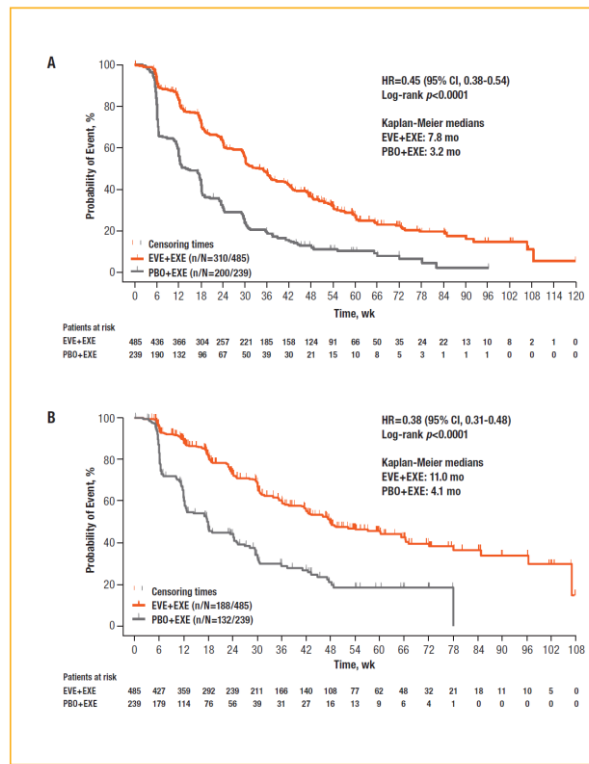 A
HR=0.45 (95% CI, 0.38-0.54)
Log-rank p<0.0001
Kaplan-Meier medians
EVE+EXE: 7.8 mo
PBO+EXE: 3.2 mo
Probability of Event, %
100
80
60
40
20
0
Censoring times
EVE+EXE (n/N=310/485)
PBO+EXE (n/N=200/239)
0 6 12 18 24 30 36 42 48 54 60 66 72 78 84 90 96 102 108 114 120
Time, wk
Patients at risk
EVE+EXE 485 436 366 304 257 221 185 158 124 91 66 50 35 24 22 13 10 8 2 1 0
PBO+EXE 239 190 132 96 67 50 39 30 21 15 10 8 5 3 1 1 1 0 0 0 0
B
HR=0.38 (95% CI, 0.31-0.48)
Log-rank p<0.0001
Kaplan-Meier medians
EVE+EXE: 11.0 mo
PBO+EXE: 4.1 mo
Probability of Event, %
100
80
60
40
20
0
Censoring times
EVE+EXE (n/N=188/485)
PBO+EXE (n/N=132/239)
0 6 12 18 24 30 36 42 48 54 60 66 72 78 84 90 96 102 108
Time, wk
Patients at risk
EVE+EXE 485 427 359 292 239 211 166 140 108 77 62 48 32 21 18 11 10 5 0
PBO+EXE 239 179 114 76 56 39 31 27 16 13 9 6 4 1 0 0 0 0 0